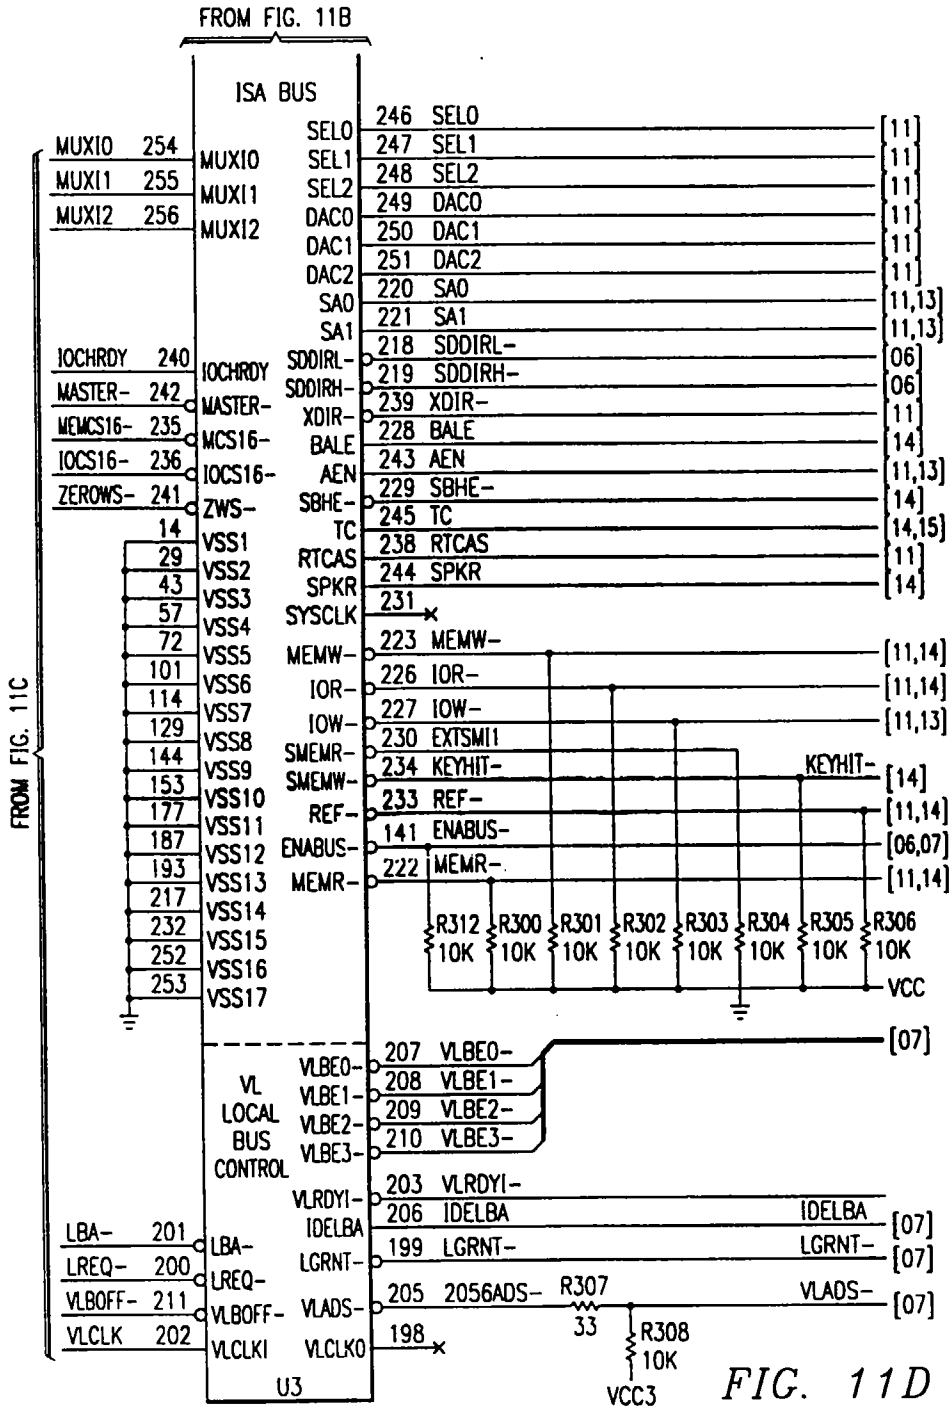 FROM FIG. 11B
ISA BUS
MUXI0 254 MUXI0
MUXI1 255 MUXI1
MUXI2 256 MUXI2
IOCHRDY 240 IOCHRDY
MASTER- 242 MASTER-
MEMCS16- 235 MCS16-
IOCS16- 236 IOCS16-
ZEROWS- 241 ZWS-
14 VSS1
29 VSS2
43 VSS3
57 VSS4
72 VSS5
101 VSS6
114 VSS7
129 VSS8
144 VSS9
153 VSS10
177 VSS11
187 VSS12
193 VSS13
217 VSS14
232 VSS15
252 VSS16
253 VSS17
FROM FIG. 11C
SEL0 246 SEL0 [11]
SEL1 247 SEL1 [11]
SEL2 248 SEL2 [11]
DAC0 249 DAC0 [11]
DAC1 250 DAC1 [11]
DAC2 251 DAC2 [11]
SA0 220 SA0 [11,13]
SA1 221 SA1 [11,13]
SDDIRL- 218 SDDIRL- [06]
SDDIRH- 219 SDDIRH- [06]
XDIR- 239 XDIR- [11]
BALE 228 BALE [14]
AEN 243 AEN [11,13]
SBHE- 229 SBHE- [14]
TC 245 TC [14,15]
RTCAS 238 RTCAS [11]
SPKR 244 SPKR [14]
SYSCLK 231
MEMW- 223 MEMW- [11,14]
IOR- 226 IOR- [11,14]
IOW- 227 IOW- [11,13]
SMEMR- 230 EXTSMI1
SMEMW- 234 KEYHIT- KEYHIT- [14]
REF- 233 REF- [11,14]
ENABUS- 141 ENABUS- [06,07]
MEMR- 222 MEMR- [11,14]
R312 R300 R301 R302 R303 R304 R305 R306
10K 10K 10K 10K 10K 10K 10K 10K
VCC
VL
LOCAL
BUS
CONTROL
VLBE0- 207 VLBE0- [07]
VLBE1- 208 VLBE1-
VLBE2- 209 VLBE2-
VLBE3- 210 VLBE3-
VLRDYI- 203 VLRDYI-
IDELBA 206 IDELBA IDELBA [07]
LGRNT- 199 LGRNT- LGRNT- [07]
VLADS- 205 2056ADS- R307 33 VLADS- [07]
VLCLKO 198
R308
10K
VCC3
LBA- 201 LBA-
LREQ- 200 LREQ-
VLBOFF- 211 VLBOFF-
VLCLK 202 VLCLKI
U3
FIG. 11D